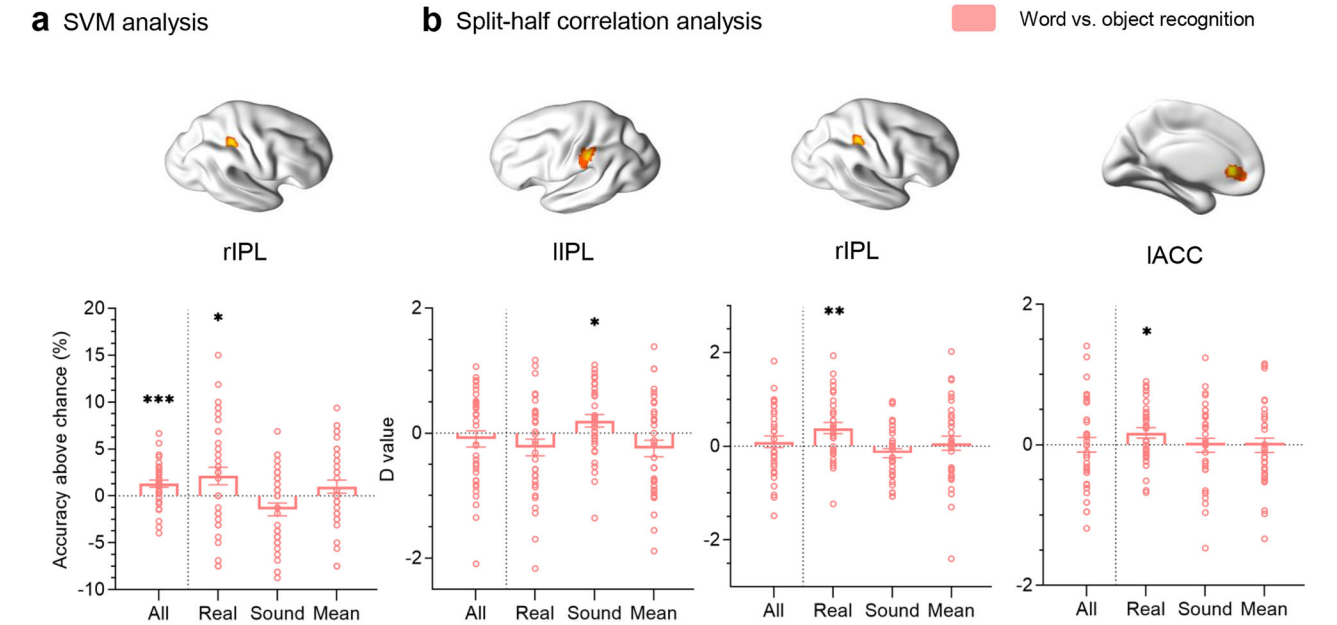 a SVM analysis
b Split-half correlation analysis
Word vs. object recognition
rIPL
lIPL
rIPL
lACC
Accuracy above chance (%)
20
15
10
5
0
-5
-10
***
*
All Real Sound Mean
D value
2
0
-2
*
All Real Sound Mean
2
0
-2
**
All Real Sound Mean
2
0
-2
*
All Real Sound Mean